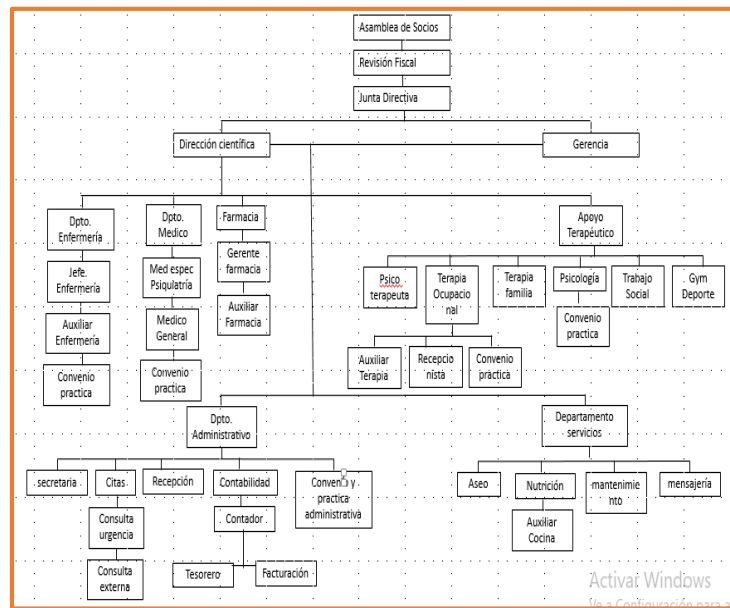 Asamblea de Socios
Revisión Fiscal
Junta Directiva
Dirección científica
Gerencia
Dpto.
Enfermería
Dpto.
Medico
Farmacia
Apoyo
Terapéutico
Jefe.
Enfermería
Med espec
Psiquiatría
Gerente
farmacia
Psico
terapeuta
Terapia
Ocupacio
nal
Terapia
familia
Psicología
Trabajo
Social
Gym
Deporte
Auxiliar
Enfermería
Medico
General
Auxiliar
Farmacia
Convenio
practica
Convenio
practica
Convenio
practica
Auxiliar
Terapia
Recepcio
nista
Convenio
practica
Dpto.
Administrativo
Departamento
servicios
secretaria
Citas
Recepción
Contabilidad
practica
administrativa
Aseo
Nutrición
mantenimie
nto
mensajería
Consulta
urgencia
Contador
Auxiliar
Cocina
Consulta
externa
Tesorero
Facturación
Activar Windows